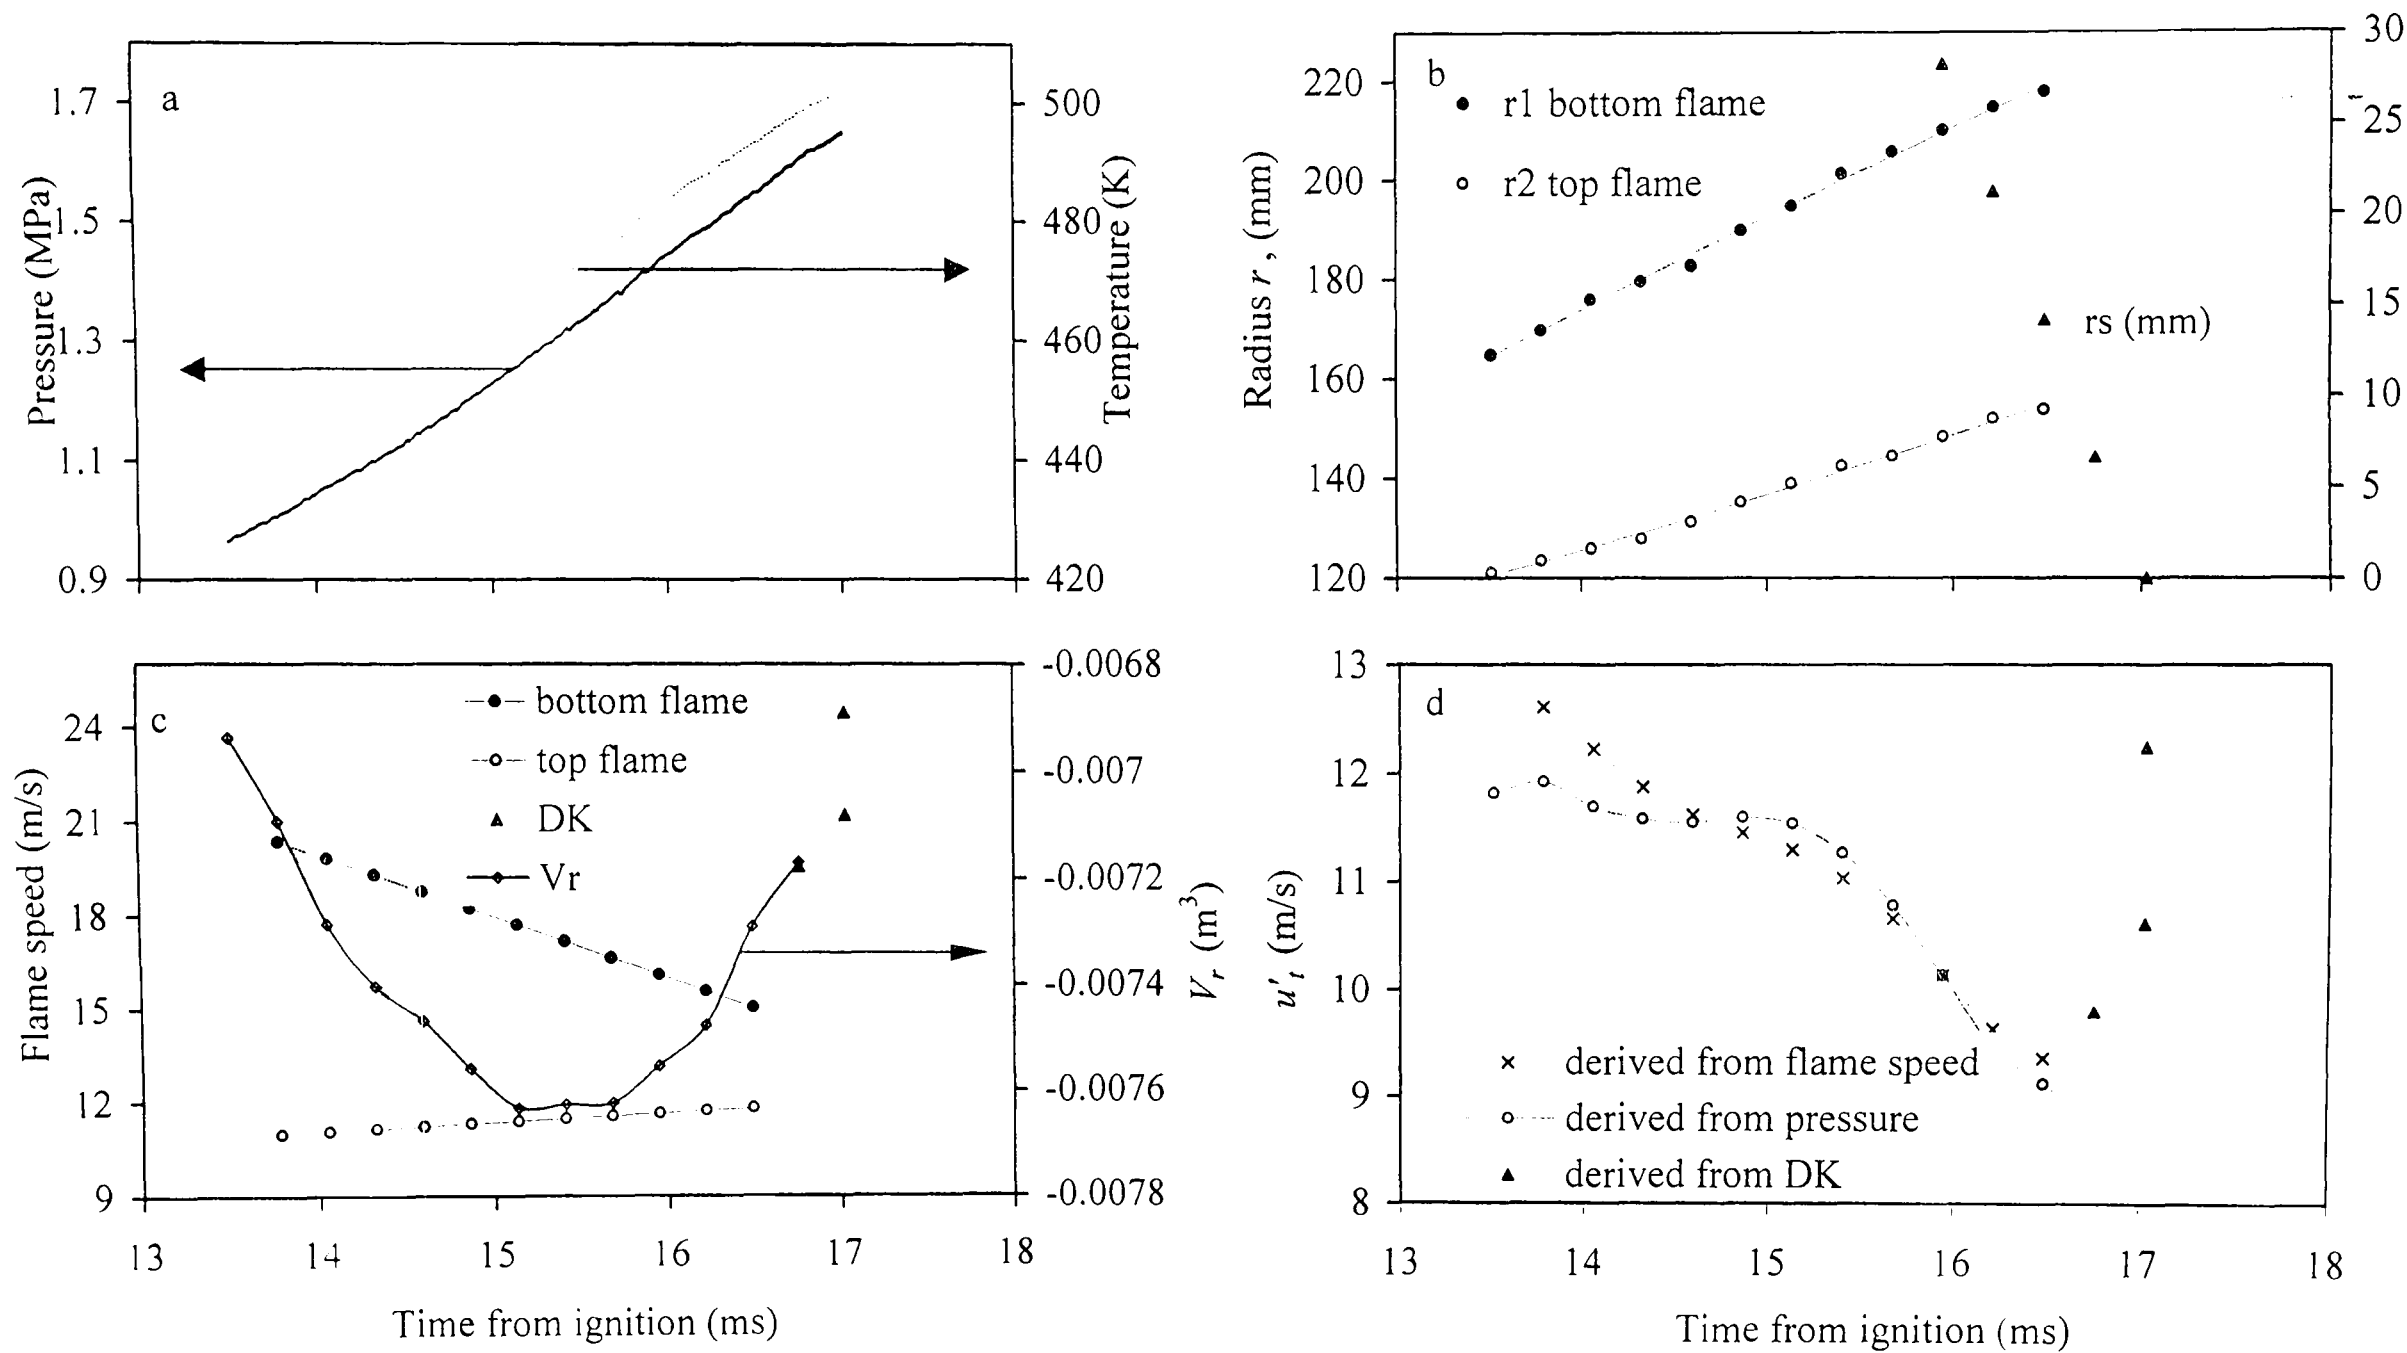 a
1.7
1.5
1.3
1.1
0.9
Pressure (MPa)
500
480
460
440
420
Temperature (K)
b
r1 bottom flame
r2 top flame
rs (mm)
220
200
180
160
140
120
Radius r, (mm)
30
25
20
15
10
5
0
c
bottom flame
top flame
DK
Vr
24
21
18
15
12
9
Flame speed (m/s)
-0.0068
-0.007
-0.0072
-0.0074
-0.0076
-0.0078
Vr (m3)
13 14 15 16 17 18
Time from ignition (ms)
d
13
12
11
10
9
8
u't (m/s)
derived from flame speed
derived from pressure
derived from DK
13 14 15 16 17 18
Time from ignition (ms)